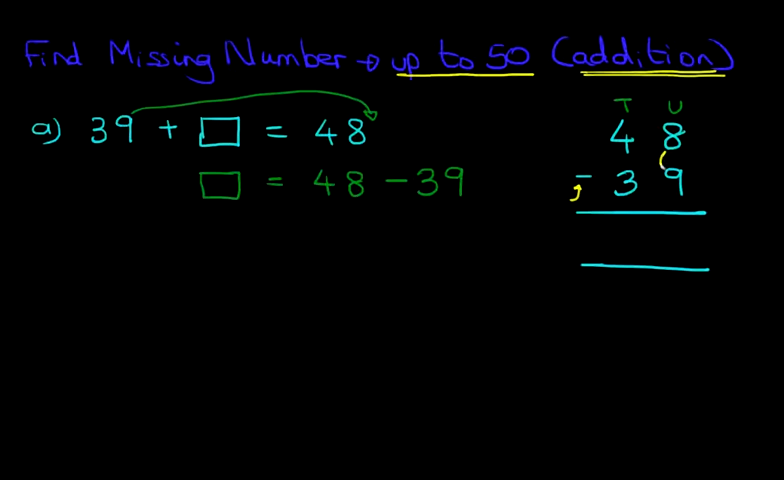 Find Missing Number → up to 50 (addition)
a) 39 + □ = 48
□ = 48 - 39
T U
4 8
- 3 9